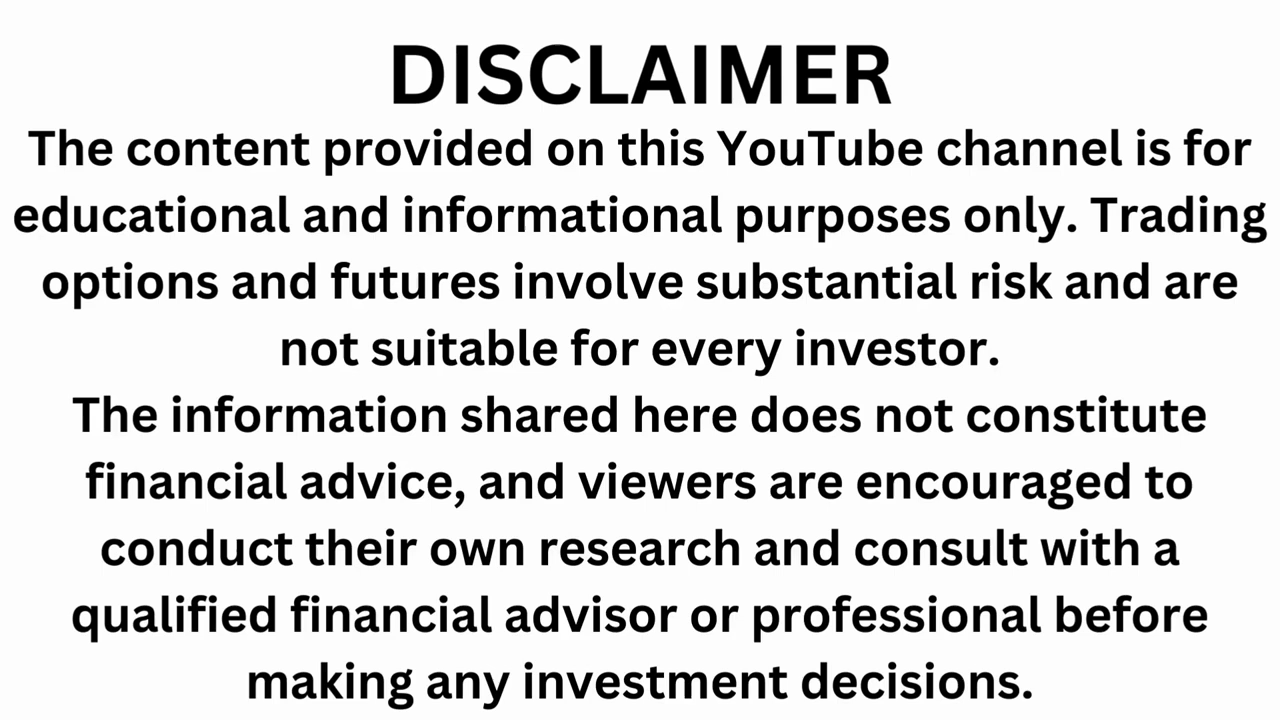 DISCLAIMER
The content provided on this YouTube channel is for
educational and informational purposes only. Trading
options and futures involve substantial risk and are
not suitable for every investor.
The information shared here does not constitute
financial advice, and viewers are encouraged to
conduct their own research and consult with a
qualified financial advisor or professional before
making any investment decisions.